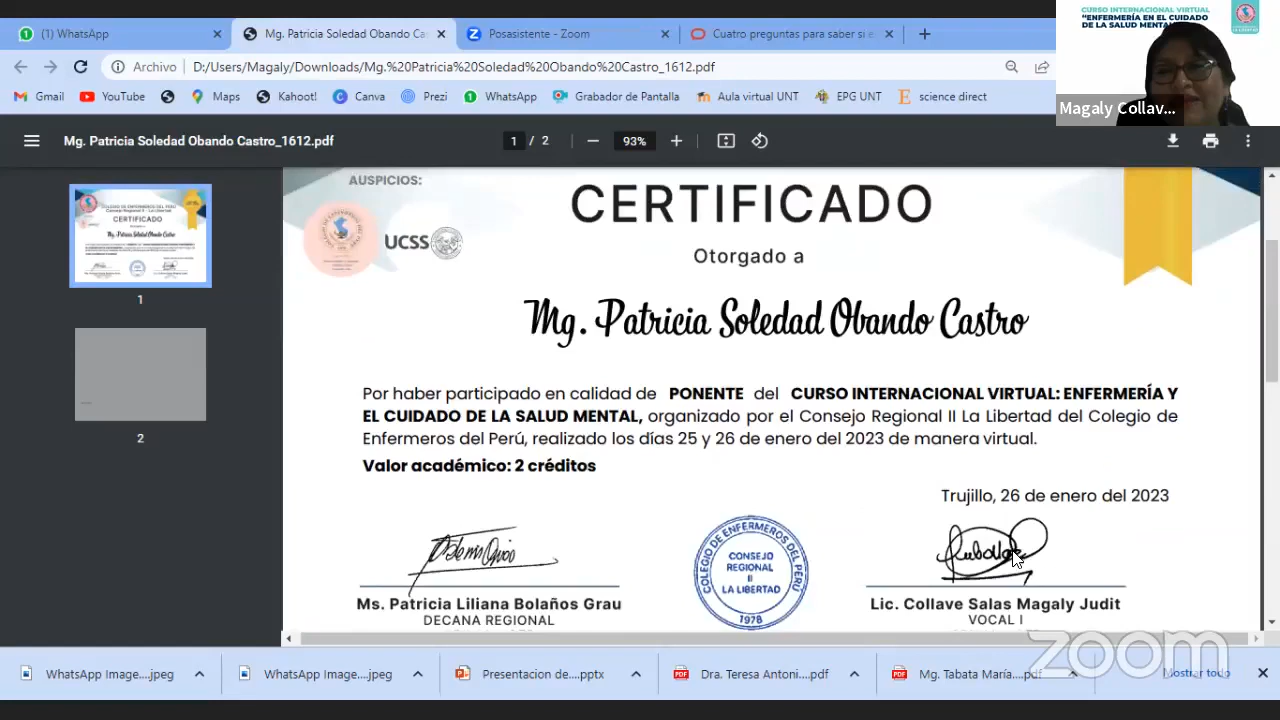 (1) WhatsApp
Mg. Patricia Soledad Obando Ca
Posasistente - Zoom
Cuatro preguntas para saber si e
CURSO INTERNACIONAL VIRTUAL
"ENFERMERÍA EN EL CUIDADO
DE LA SALUD MENTAL
Archivo
D:/Users/Magaly/Downloads/Mg.%20Patricia%20Soledad%20Obando%20Castro_1612.pdf
Gmail
YouTube
Maps
Kahoot!
Canva
Prezi
WhatsApp
Grabador de Pantalla
Aula virtual UNT
EPG UNT
science direct
Magaly Collav...
Mg. Patricia Soledad Obando Castro_1612.pdf
1 / 2
93%
1
2
AUSPICIOS:
UCSS
CERTIFICADO
Otorgado a
Mg. Patricia Soledad Obando Castro
Por haber participado en calidad de PONENTE del CURSO INTERNACIONAL VIRTUAL: ENFERMERÍA Y
EL CUIDADO DE LA SALUD MENTAL, organizado por el Consejo Regional II La Libertad del Colegio de
Enfermeros del Perú, realizado los días 25 y 26 de enero del 2023 de manera virtual.
Valor académico: 2 créditos
Trujillo, 26 de enero del 2023
COLEGIO DE ENFERMEROS DEL PERÚ
CONSEJO
REGIONAL
II
LA LIBERTAD
1978
Ms. Patricia Liliana Bolaños Grau
DECANA REGIONAL
Lic. Collave Salas Magaly Judit
VOCAL I
zoom
WhatsApp Image....jpeg
WhatsApp Image....jpeg
Presentacion de....pptx
Dra. Teresa Antoni....pdf
Mg. Tabata María....pdf
Mostrar todo